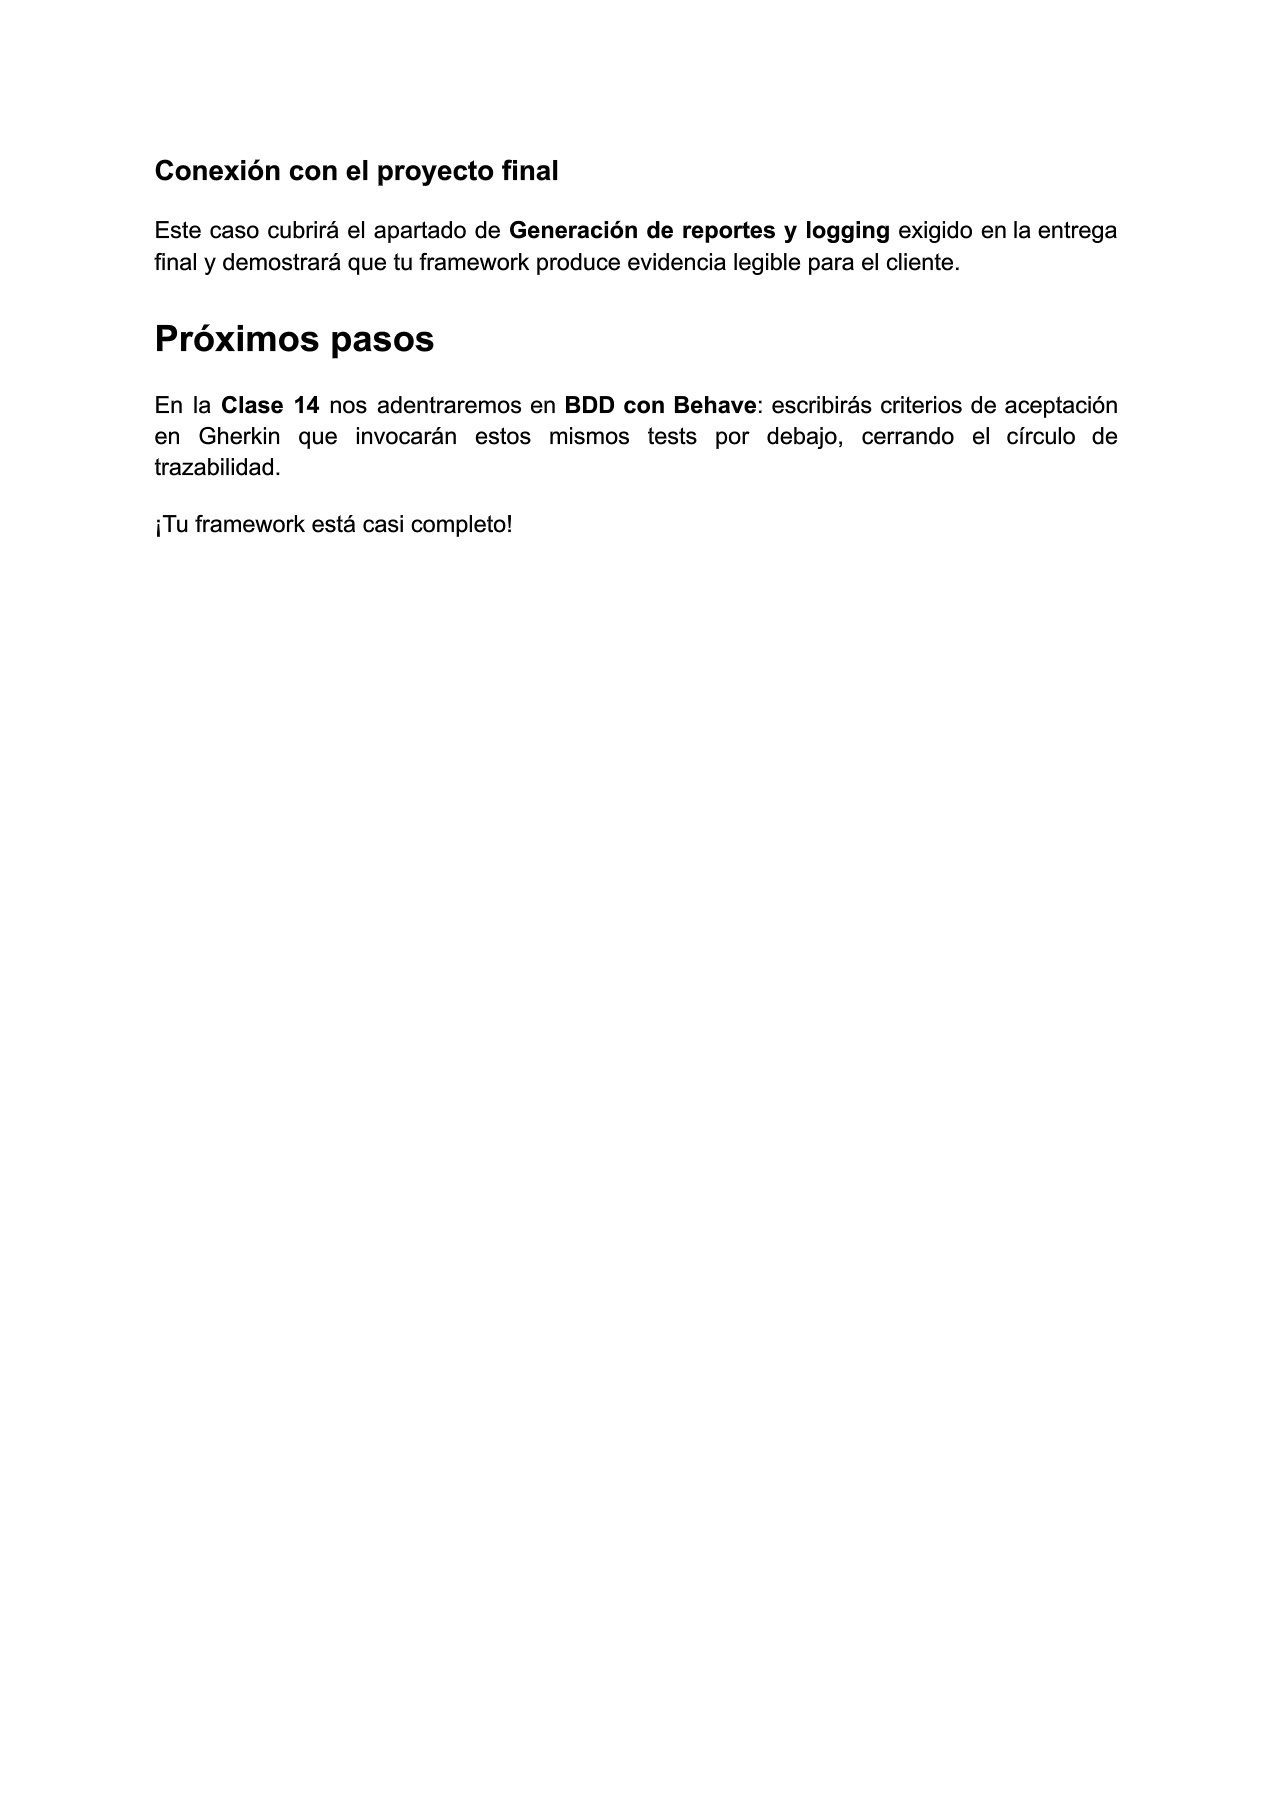 Conexión con el proyecto final
Este caso cubrirá el apartado de Generación de reportes y logging exigido en la entrega
final y demostrará que tu framework produce evidencia legible para el cliente.
Próximos pasos
En la Clase 14 nos adentraremos en BDD con Behave: escribirás criterios de aceptación
en Gherkin que invocarán estos mismos tests por debajo, cerrando el círculo de
trazabilidad.
¡Tu framework está casi completo!